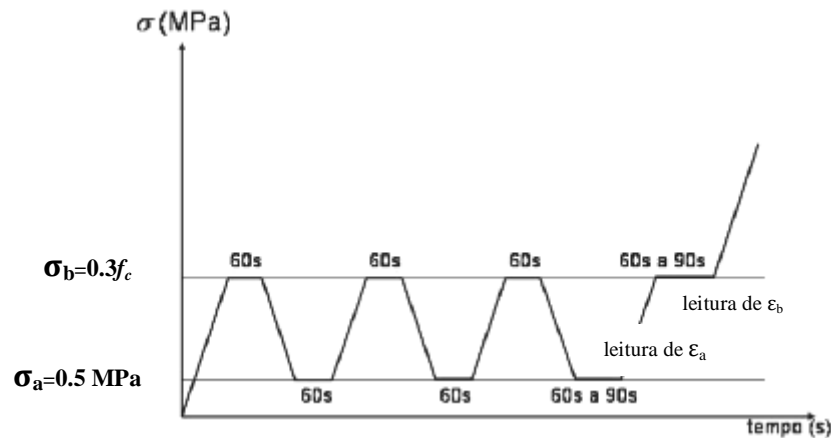 σ (MPa)
60s 60s 60s 60s a 90s
σb=0.3fc
leitura de εb
leitura de εa
σa=0.5 MPa
60s 60s 60s a 90s
tempo (s)